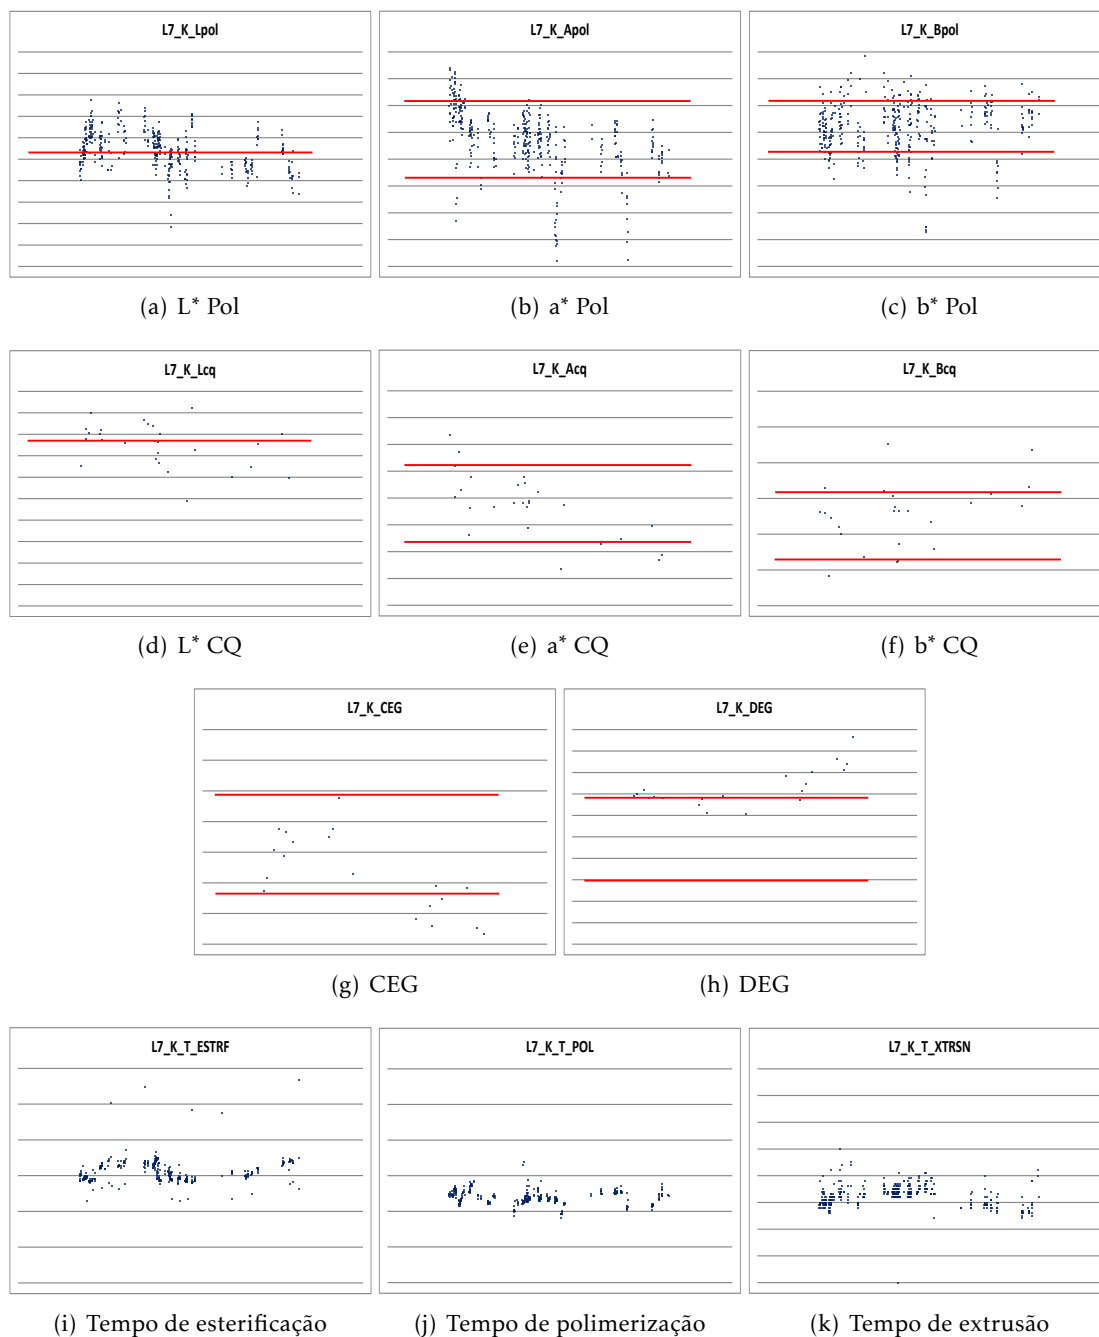 L7_K_Lpol
L7_K_Apol
L7_K_Bpol
(a) L* Pol
(b) a* Pol
(c) b* Pol
L7_K_Lcq
L7_K_Acq
L7_K_Bcq
(d) L* CQ
(e) a* CQ
(f) b* CQ
L7_K_CEG
L7_K_DEG
(g) CEG
(h) DEG
L7_K_T_ESTRF
L7_K_T_POL
L7_K_T_XTRSN
(i) Tempo de esterificação
(j) Tempo de polimerização
(k) Tempo de extrusão